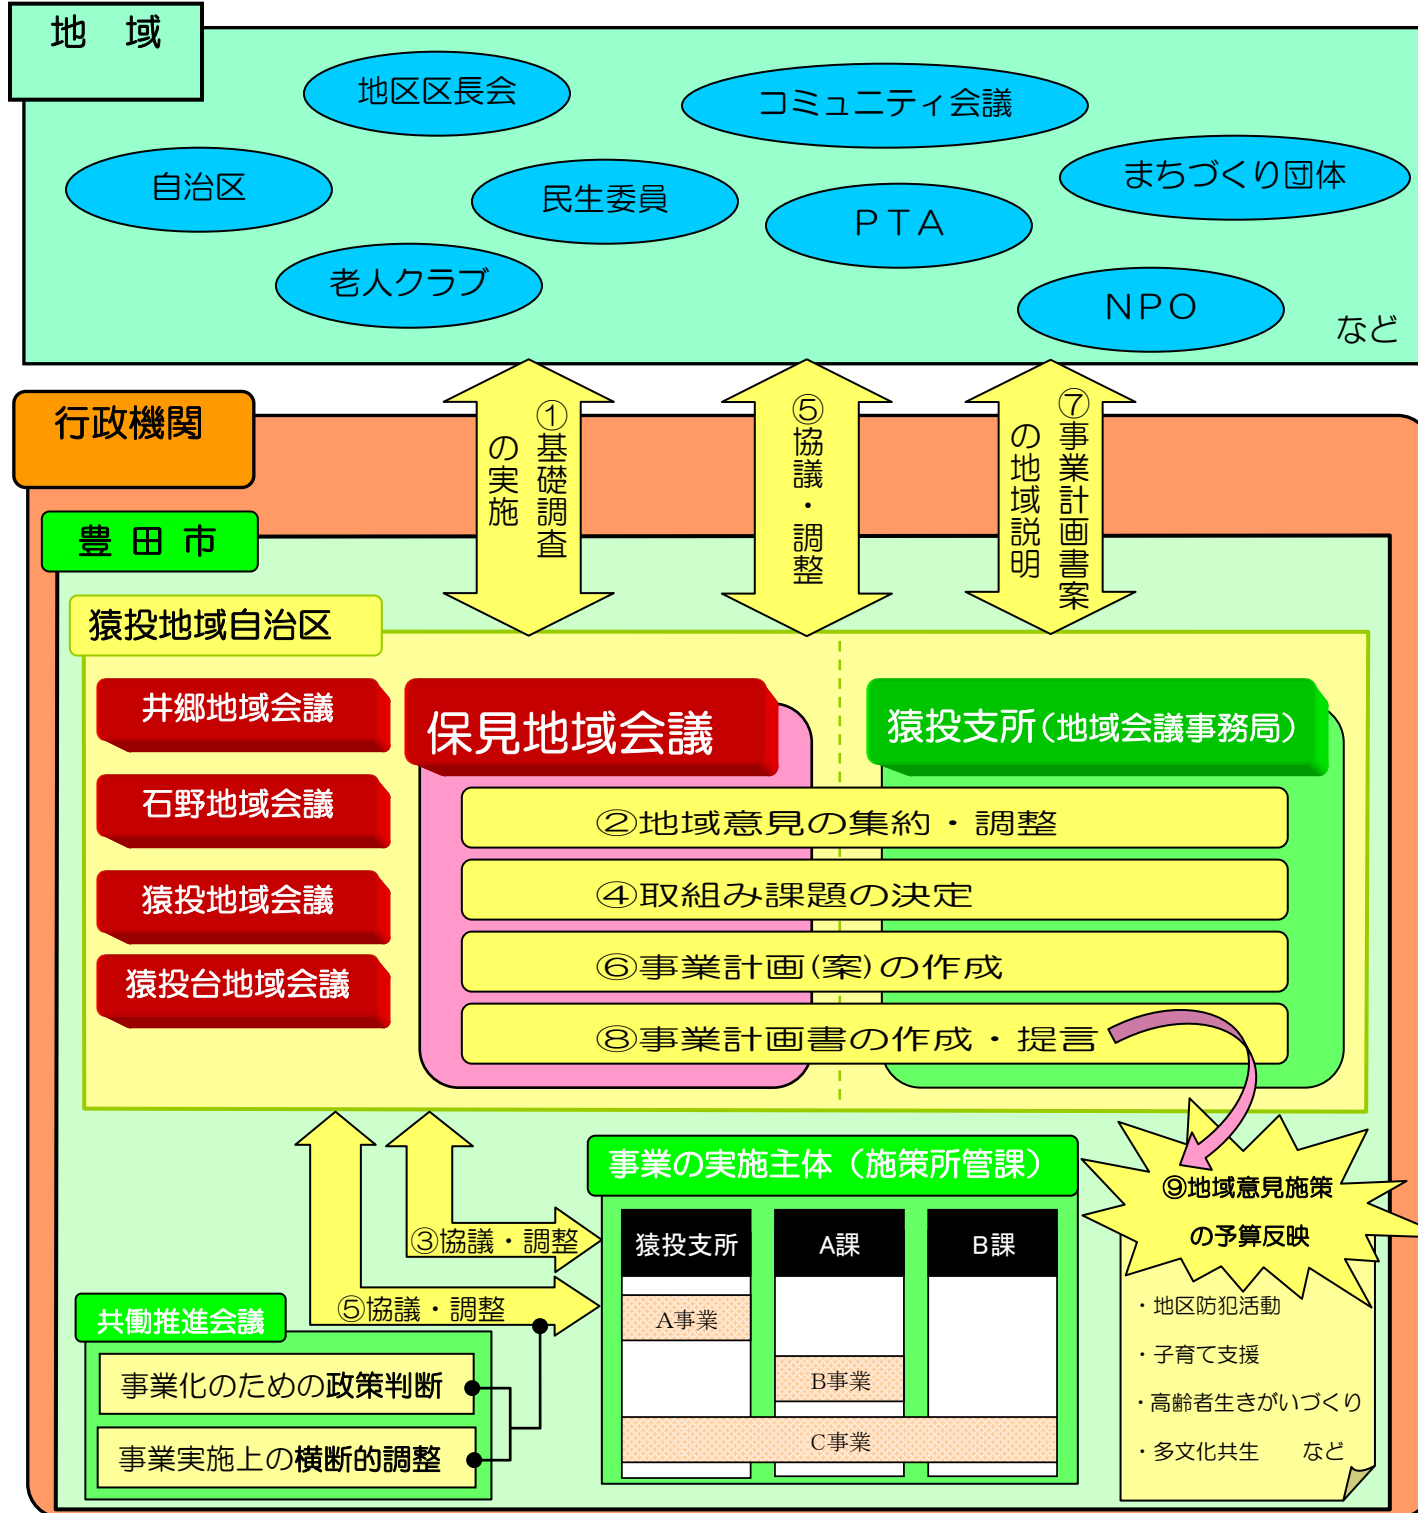 地　域
地区区長会
コミュニティ会議
自治区
民生委員
PTA
まちづくり団体
老人クラブ
NPO
など
行政機関
①基礎調査
の実施
⑤協議・調整
⑦事業計画書案
の地域説明
豊 田 市
猿投地域自治区
井郷地域会議
石野地域会議
猿投地域会議
猿投台地域会議
保見地域会議
猿投支所（地域会議事務局）
②地域意見の集約・調整
④取組み課題の決定
⑥事業計画(案)の作成
⑧事業計画書の作成・提言
③協議・調整
⑤協議・調整
事業の実施主体（施策所管課）
猿投支所
A課
B課
A事業
B事業
C事業
⑨地域意見施策
の予算反映
・地区防犯活動
・子育て支援
・高齢者生きがいづくり
・多文化共生　など
共働推進会議
事業化のための政策判断
事業実施上の横断的調整